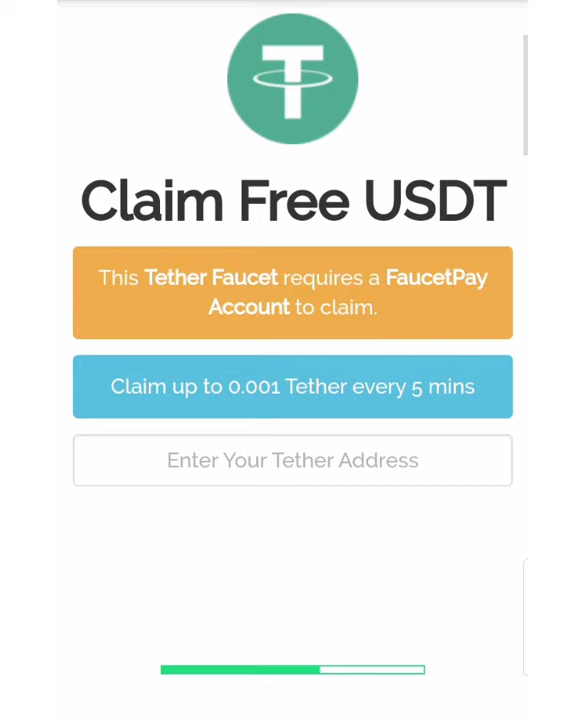 Claim Free USDT
This Tether Faucet requires a FaucetPay
Account to claim.
Claim up to 0.001 Tether every 5 mins
Enter Your Tether Address